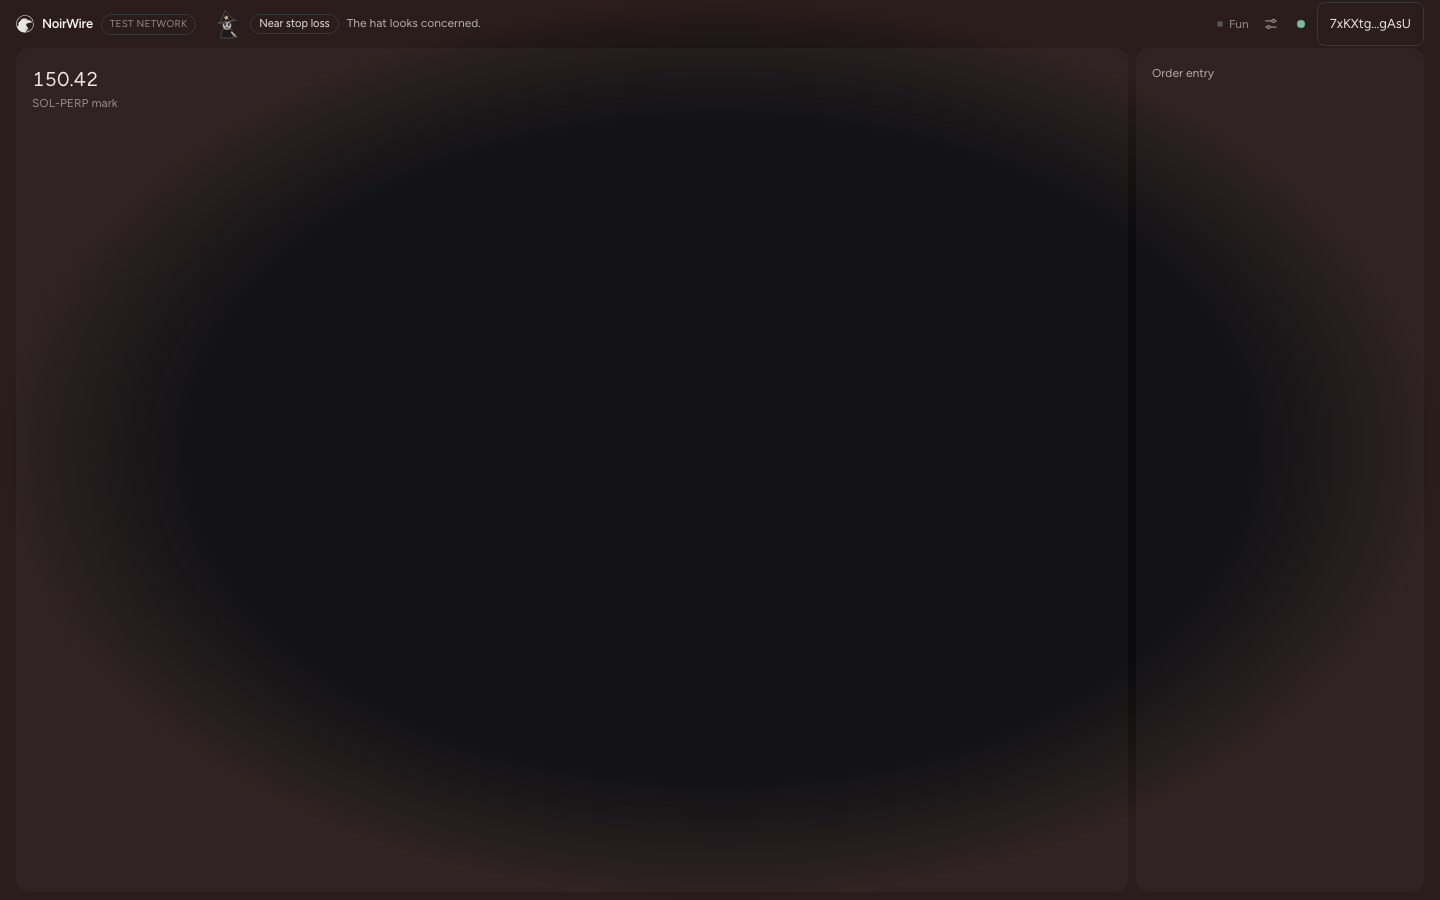 NoirWire
TEST NETWORK
Near stop loss
The hat looks concerned.
Fun
7xKXtg...gAsU
150.42
SOL-PERP mark
Order entry